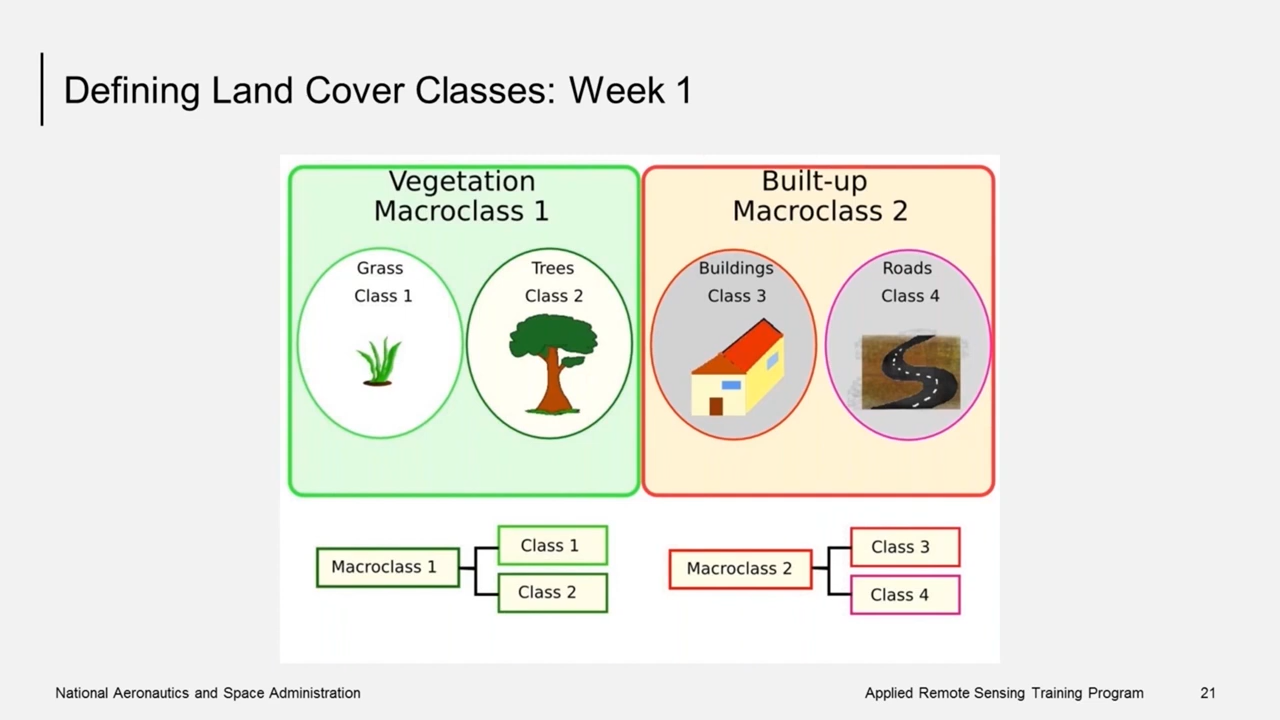 Defining Land Cover Classes: Week 1
Vegetation
Macroclass 1
Grass
Class 1
Trees
Class 2
Built-up
Macroclass 2
Buildings
Class 3
Roads
Class 4
Macroclass 1
Class 1
Class 2
Macroclass 2
Class 3
Class 4
National Aeronautics and Space Administration
Applied Remote Sensing Training Program
21